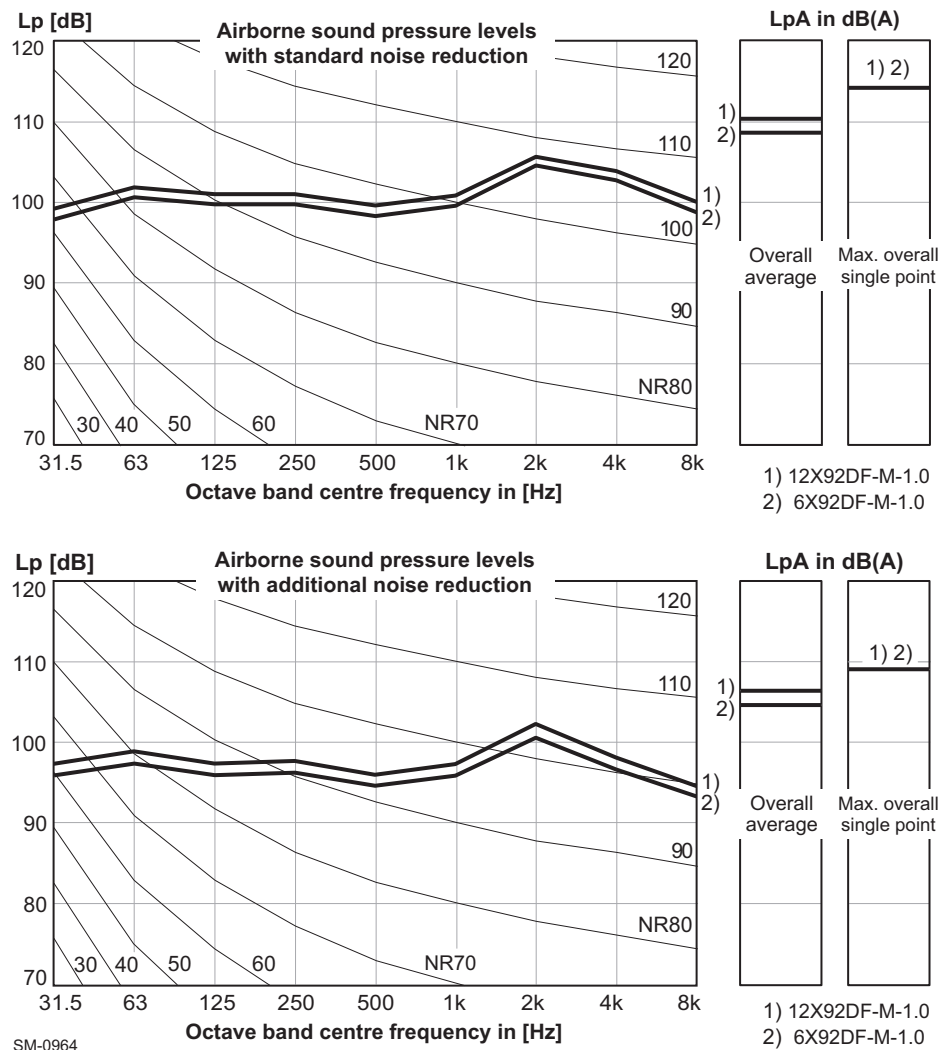 Lp [dB]
Airborne sound pressure levels
with standard noise reduction
LpA in dB(A)
120
110
100
90
80
70
120
110
100
90
NR80
30
40
50
60
NR70
31.5
63
125
250
500
1k
2k
4k
8k
Octave band centre frequency in [Hz]
1)
2)
1)
2)
1) 2)
Overall
average
Max. overall
single point
1) 12X92DF-M-1.0
2) 6X92DF-M-1.0
Lp [dB]
Airborne sound pressure levels
with additional noise reduction
LpA in dB(A)
120
110
100
90
80
70
120
110
90
NR80
30
40
50
60
NR70
31.5
63
125
250
500
1k
2k
4k
8k
Octave band centre frequency in [Hz]
1)
2)
1)
2)
1) 2)
Overall
average
Max. overall
single point
1) 12X92DF-M-1.0
2) 6X92DF-M-1.0
SM-0964